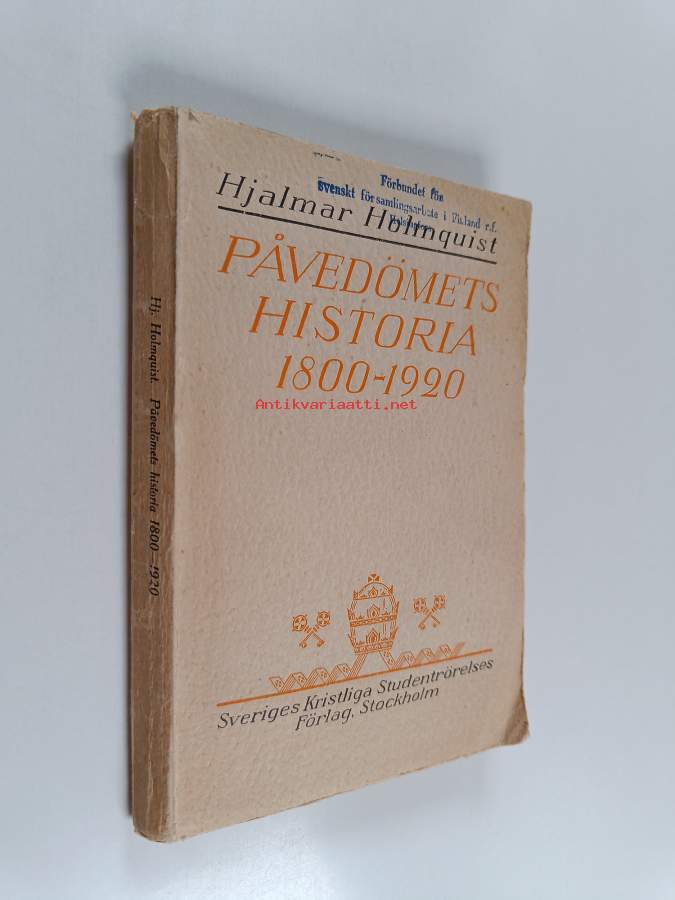 Förbundet för
svenskt församlingsarbete i Finland r.f.
Hjalmar Holmquist
PÅVEDÖMETS
HISTORIA
1800-1920
Antikvariaatti.net
Sveriges Kristliga Studentrörelses
Förlag, Stockholm
Hj. Holmquist. Påvedömets historia 1800–1920